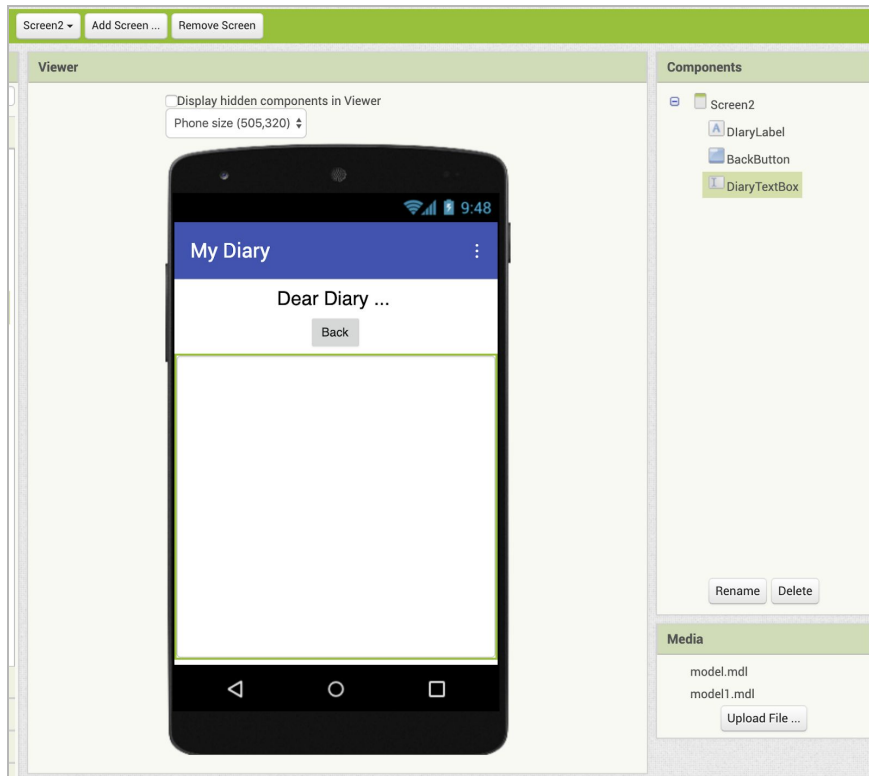 Screen2 Add Screen ... Remove Screen
Viewer
Display hidden components in Viewer
Phone size (505,320)
9:48
My Diary
Dear Diary ...
Back
Components
Screen2
DIaryLabel
BackButton
DiaryTextBox
Rename Delete
Media
model.mdl
model1.mdl
Upload File ...